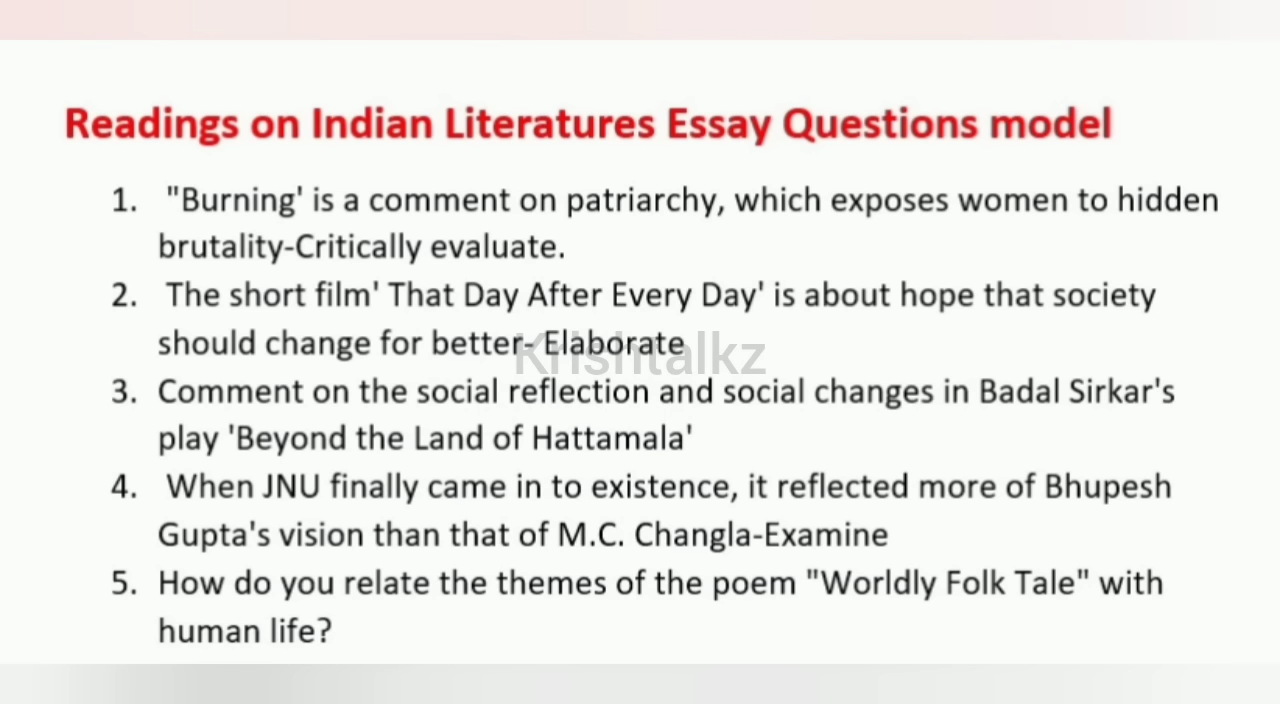 Readings on Indian Literatures Essay Questions model
1. "Burning' is a comment on patriarchy, which exposes women to hidden
brutality-Critically evaluate.
2. The short film' That Day After Every Day' is about hope that society
should change for better- Elaborate
Krishtalkz
3. Comment on the social reflection and social changes in Badal Sirkar's
play 'Beyond the Land of Hattamala'
4. When JNU finally came in to existence, it reflected more of Bhupesh
Gupta's vision than that of M.C. Changla-Examine
5. How do you relate the themes of the poem "Worldly Folk Tale" with
human life?